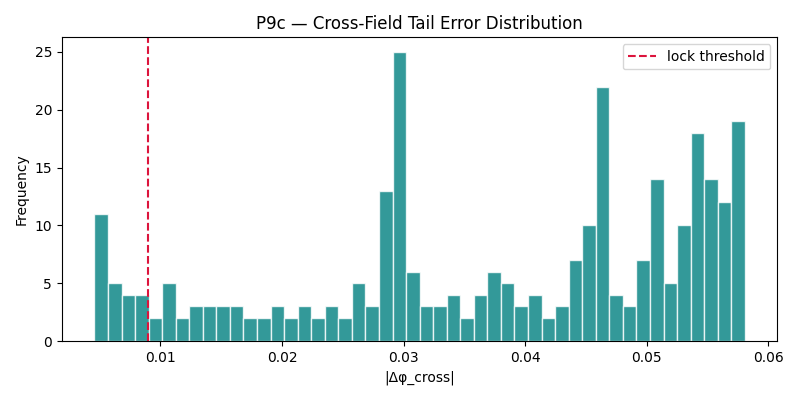 P9c — Cross-Field Tail Error Distribution
lock threshold
Frequency
25
20
15
10
5
0
0.01 0.02 0.03 0.04 0.05 0.06
|Δφ_cross|